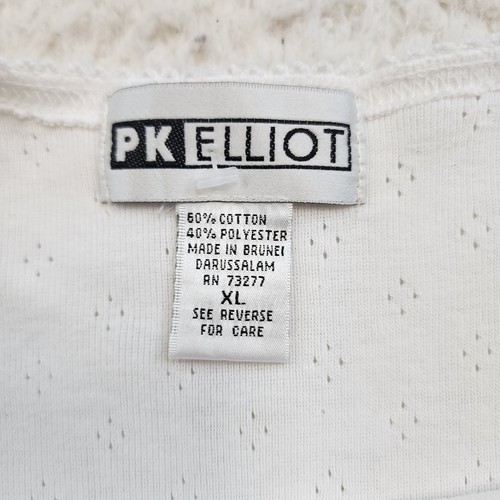 PK ELLIOT
60% COTTON
40% POLYESTER
MADE IN BRUNEI
DARUSSALAM
RN 73277
XL
SEE REVERSE
FOR CARE